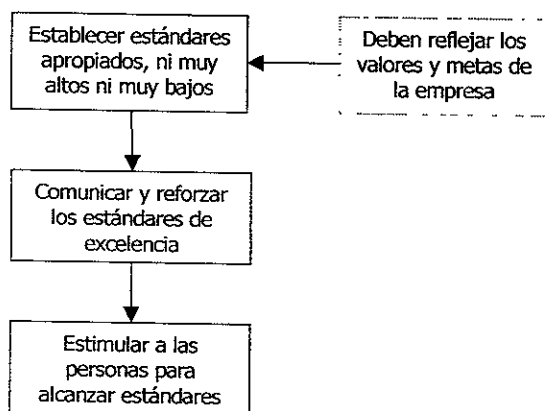 Establecer estándares
apropiados, ni muy
altos ni muy bajos
Deben reflejar los
valores y metas de
la empresa
Comunicar y reforzar
los estándares de
excelencia
Estimular a las
personas para
alcanzar estándares